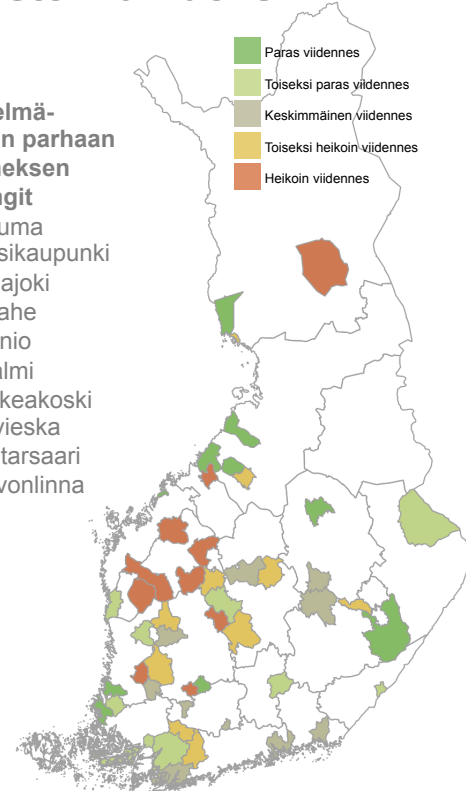 Paras viidennes
Toiseksi paras viidennes
Keskimmäinen viidennes
Toiseksi heikoin viidennes
Heikoin viidennes
elmä-
n parhaan
neksen
ngit
uma
sikaupunki
ajoki
ahe
nio
almi
keakoski
vieska
tarsaari
vonlinna